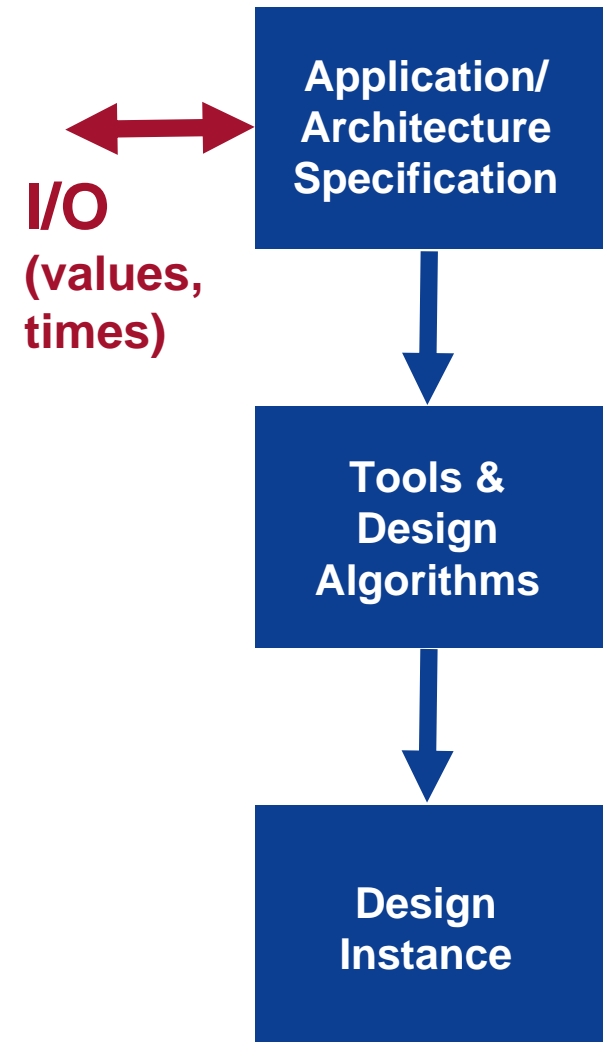 Application/
Architecture
Specification
I/O
(values,
times)
Tools &
Design
Algorithms
Design
Instance